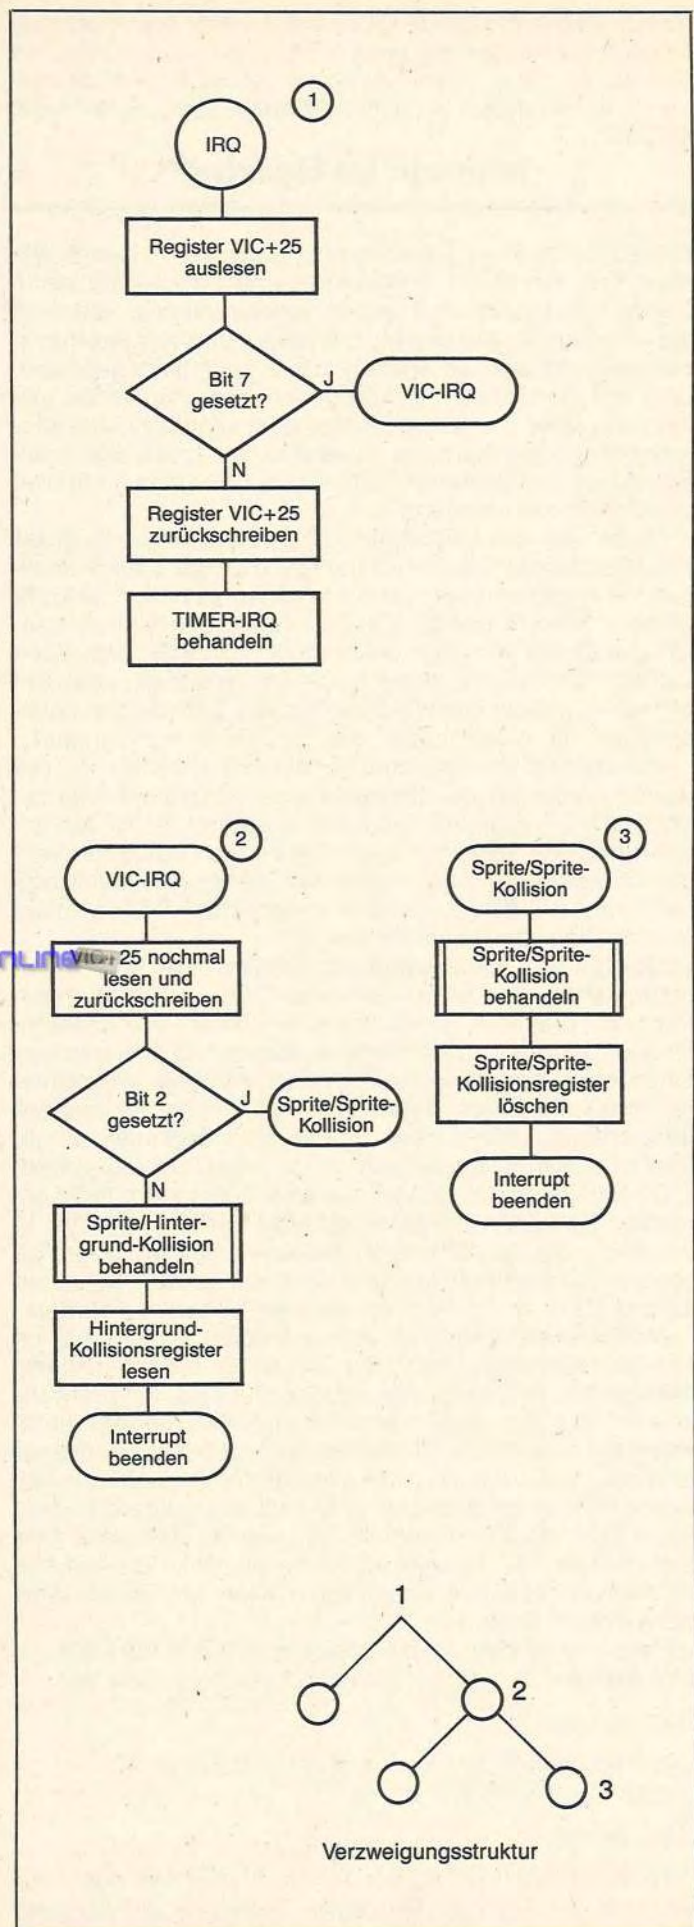 1
IRQ
Register VIC+25
auslesen
Bit 7
gesetzt?
J
VIC-IRQ
N
Register VIC+25
zurückschreiben
TIMER-IRQ
behandeln
2
VIC-IRQ
VIC+25 nochmal
lesen und
zurückschreiben
Bit 2
gesetzt?
J
Sprite/Sprite-
Kollision
N
Sprite/Hinter-
grund-Kollision
behandeln
Hintergrund-
Kollisionsregister
lesen
Interrupt
beenden
3
Sprite/Sprite-
Kollision
Sprite/Sprite-
Kollision
behandeln
Sprite/Sprite-
Kollisionsregister
löschen
Interrupt
beenden
1
2
3
Verzweigungsstruktur